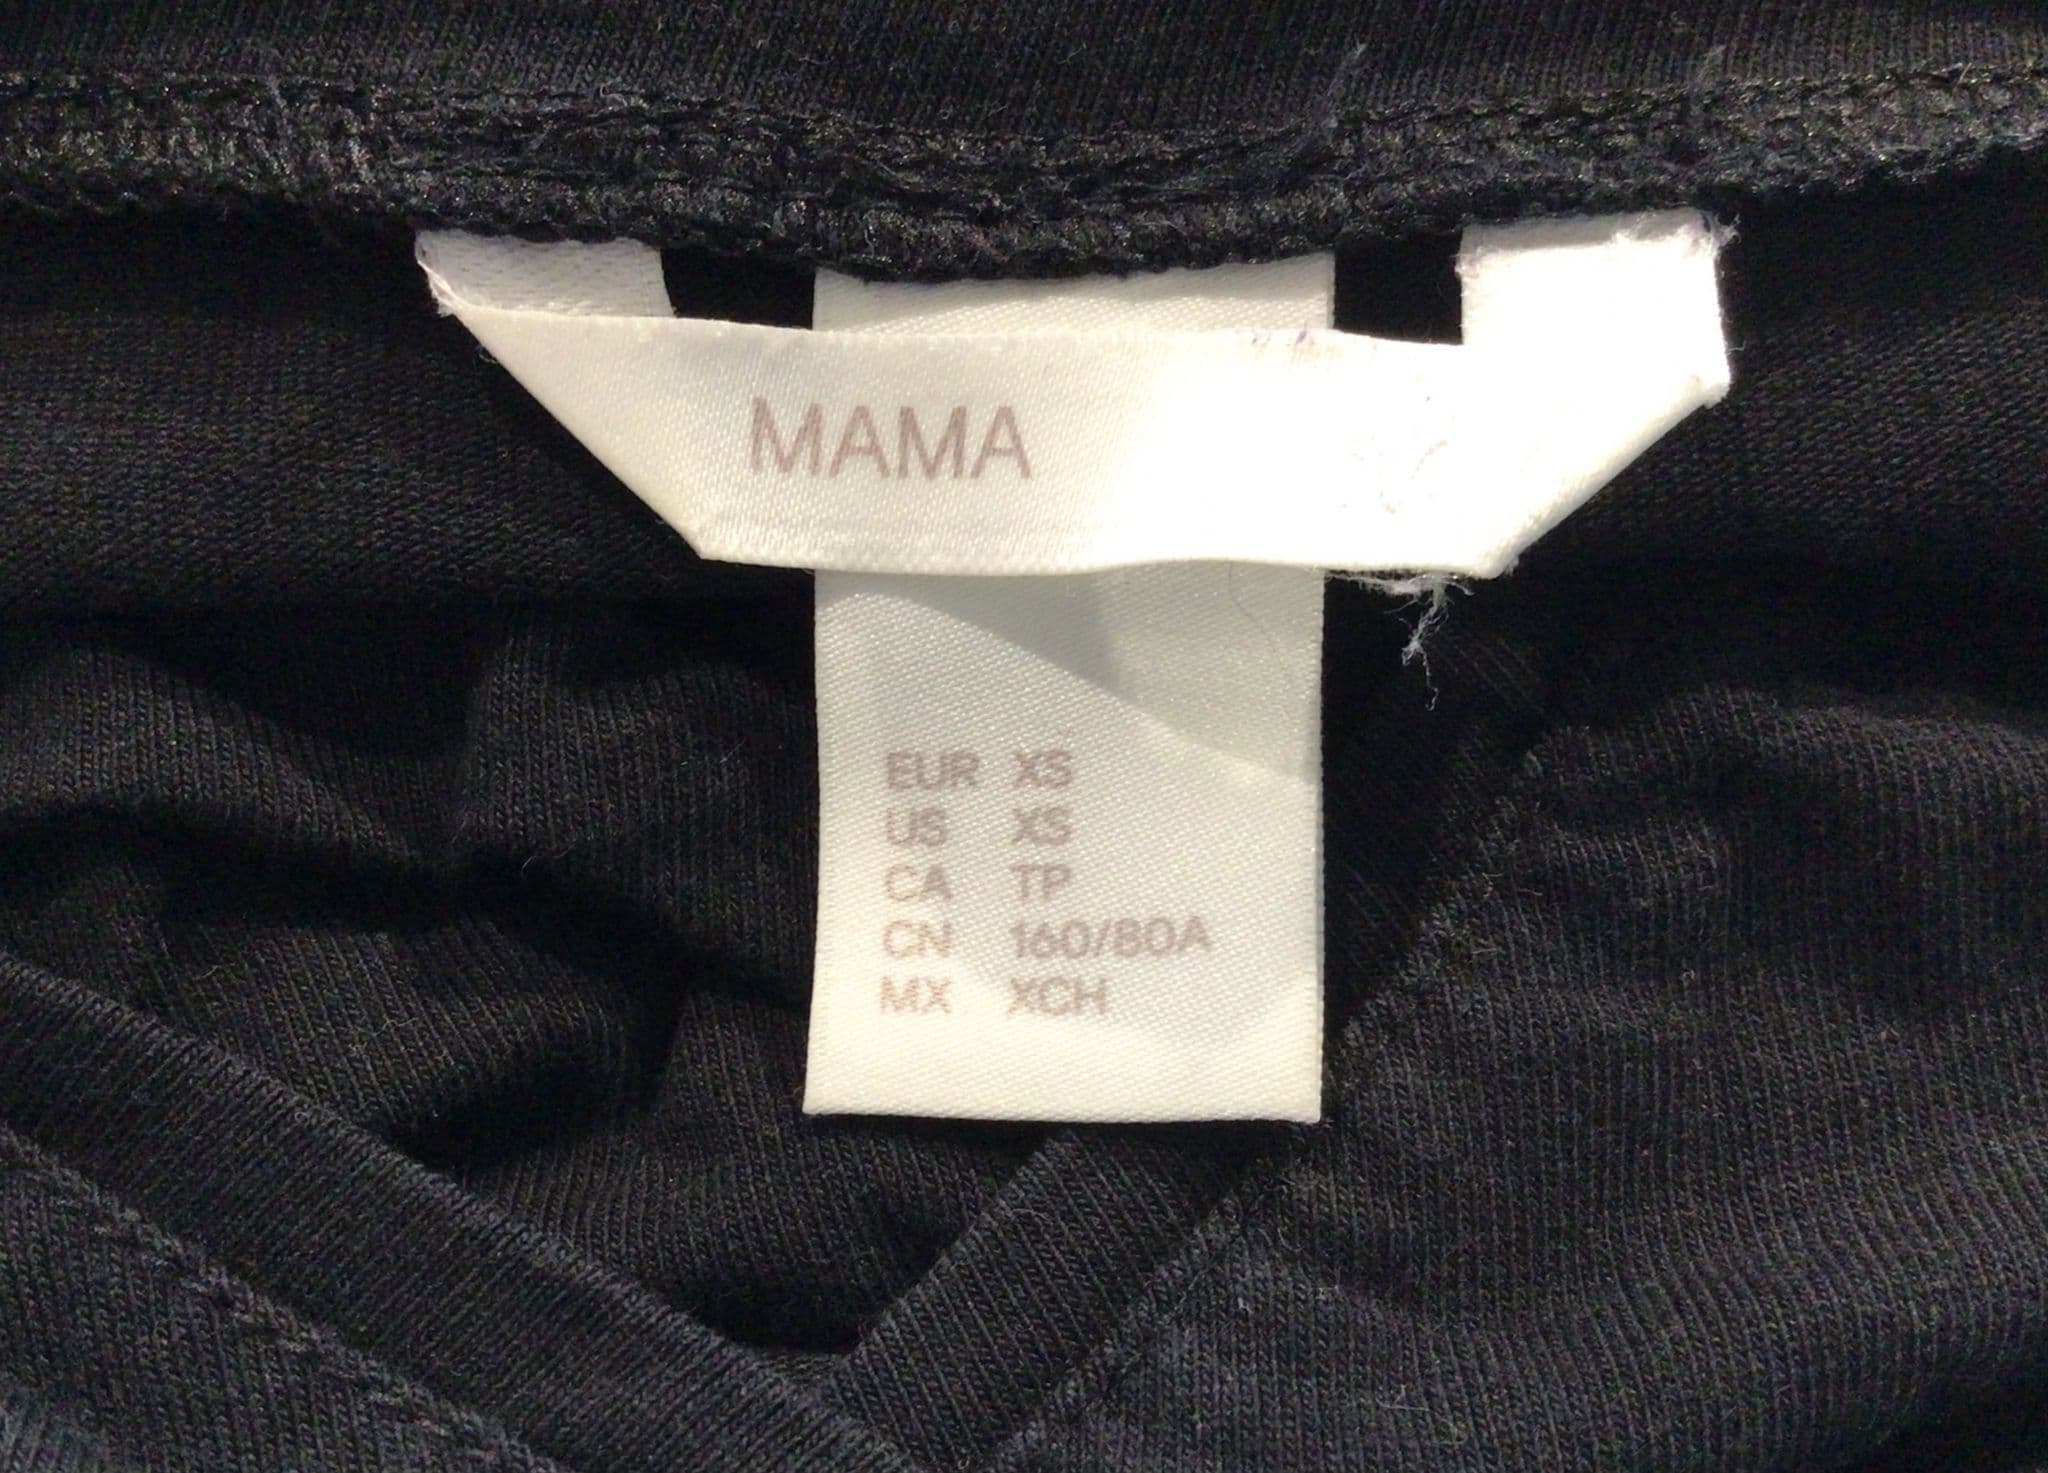 MAMA
EUR XS
US XS
CA TP
CN 160/80A
MX XCH